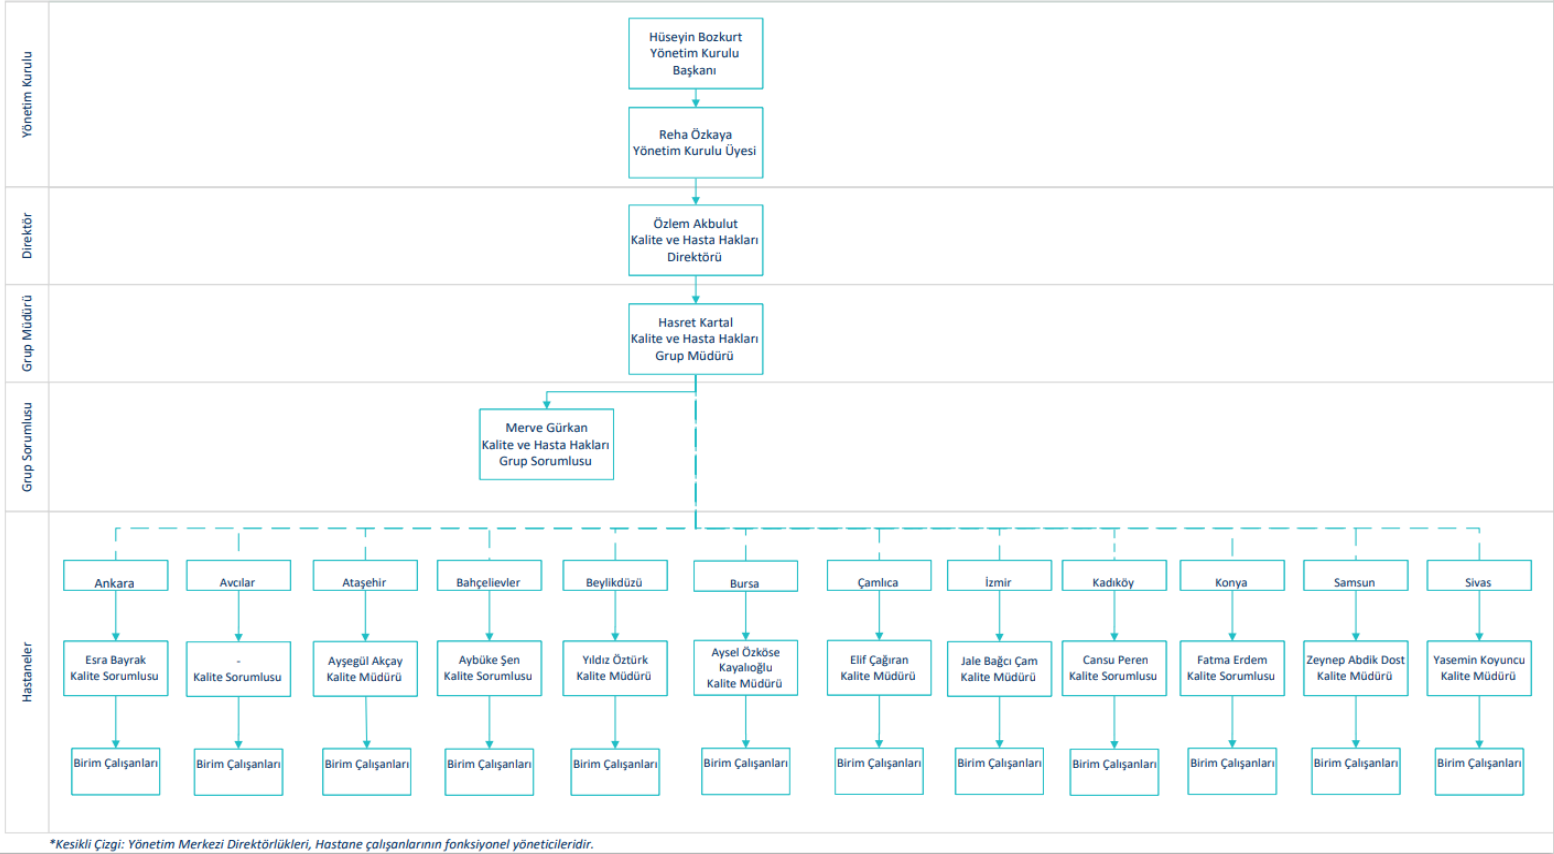 Yönetim Kurulu
Hüseyin Bozkurt
Yönetim Kurulu
Başkanı
Reha Özkaya
Yönetim Kurulu Üyesi
Direktör
Özlem Akbulut
Kalite ve Hasta Hakları
Direktörü
Grup Müdürü
Hasret Kartal
Kalite ve Hasta Hakları
Grup Müdürü
Grup Sorumlusu
Merve Gürkan
Kalite ve Hasta Hakları
Grup Sorumlusu
Hastaneler
Ankara
Avcılar
Ataşehir
Bahçelievler
Beylikdüzü
Bursa
Çamlıca
İzmir
Kadıköy
Konya
Samsun
Sivas
Esra Bayrak
Kalite Sorumlusu
-
Kalite Sorumlusu
Ayşegül Akçay
Kalite Müdürü
Aybüke Şen
Kalite Sorumlusu
Yıldız Öztürk
Kalite Müdürü
Aysel Özköse
Kayalıoğlu
Kalite Müdürü
Elif Çağıran
Kalite Müdürü
Jale Bağcı Çam
Kalite Müdürü
Cansu Peren
Kalite Sorumlusu
Fatma Erdem
Kalite Sorumlusu
Zeynep Abdik Dost
Kalite Müdürü
Yasemin Koyuncu
Kalite Müdürü
Birim Çalışanları
Birim Çalışanları
Birim Çalışanları
Birim Çalışanları
Birim Çalışanları
Birim Çalışanları
Birim Çalışanları
Birim Çalışanları
Birim Çalışanları
Birim Çalışanları
Birim Çalışanları
Birim Çalışanları
*Kesikli Çizgi: Yönetim Merkezi Direktörlükleri, Hastane çalışanlarının fonksiyonel yöneticileridir.